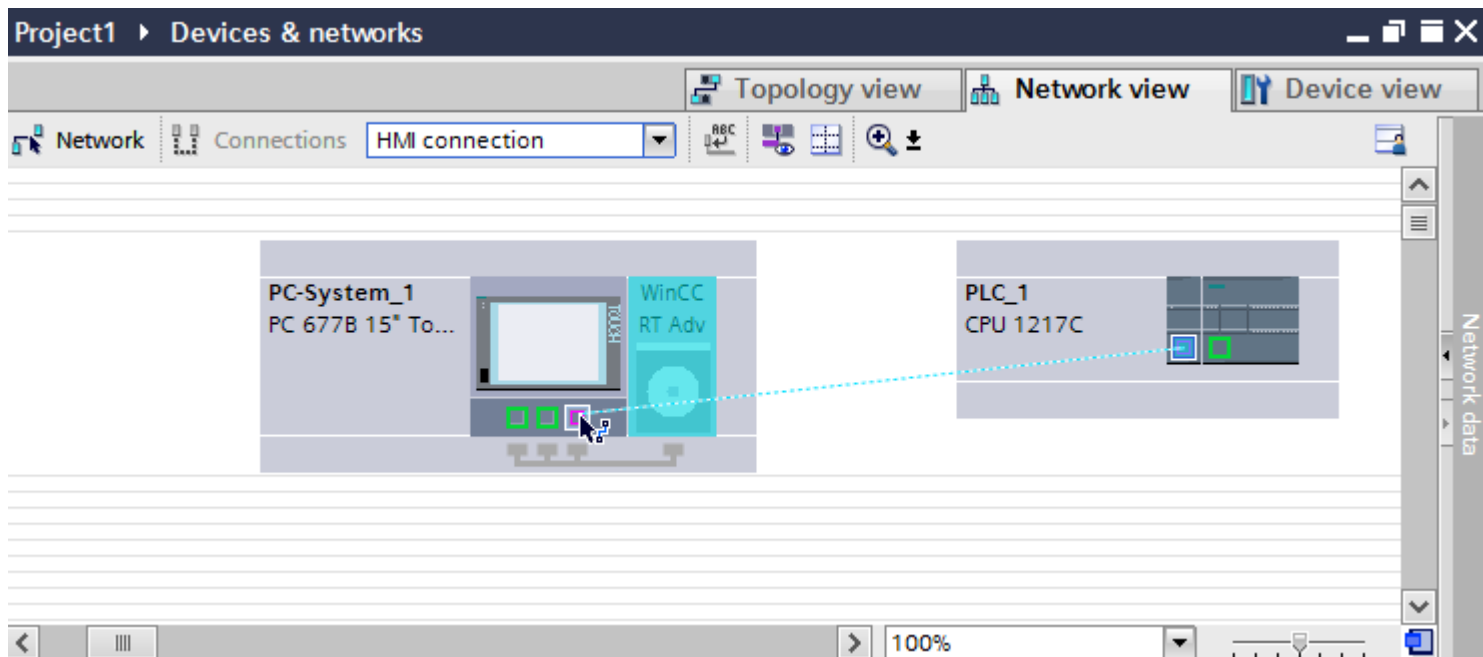 Project1 ▸ Devices & networks
Topology view
Network view
Device view
Network
Connections
HMI connection
ABC
PC-System_1
PC 677B 15" To...
TOUCH
WinCC
RT Adv
PLC_1
CPU 1217C
Network data
100%